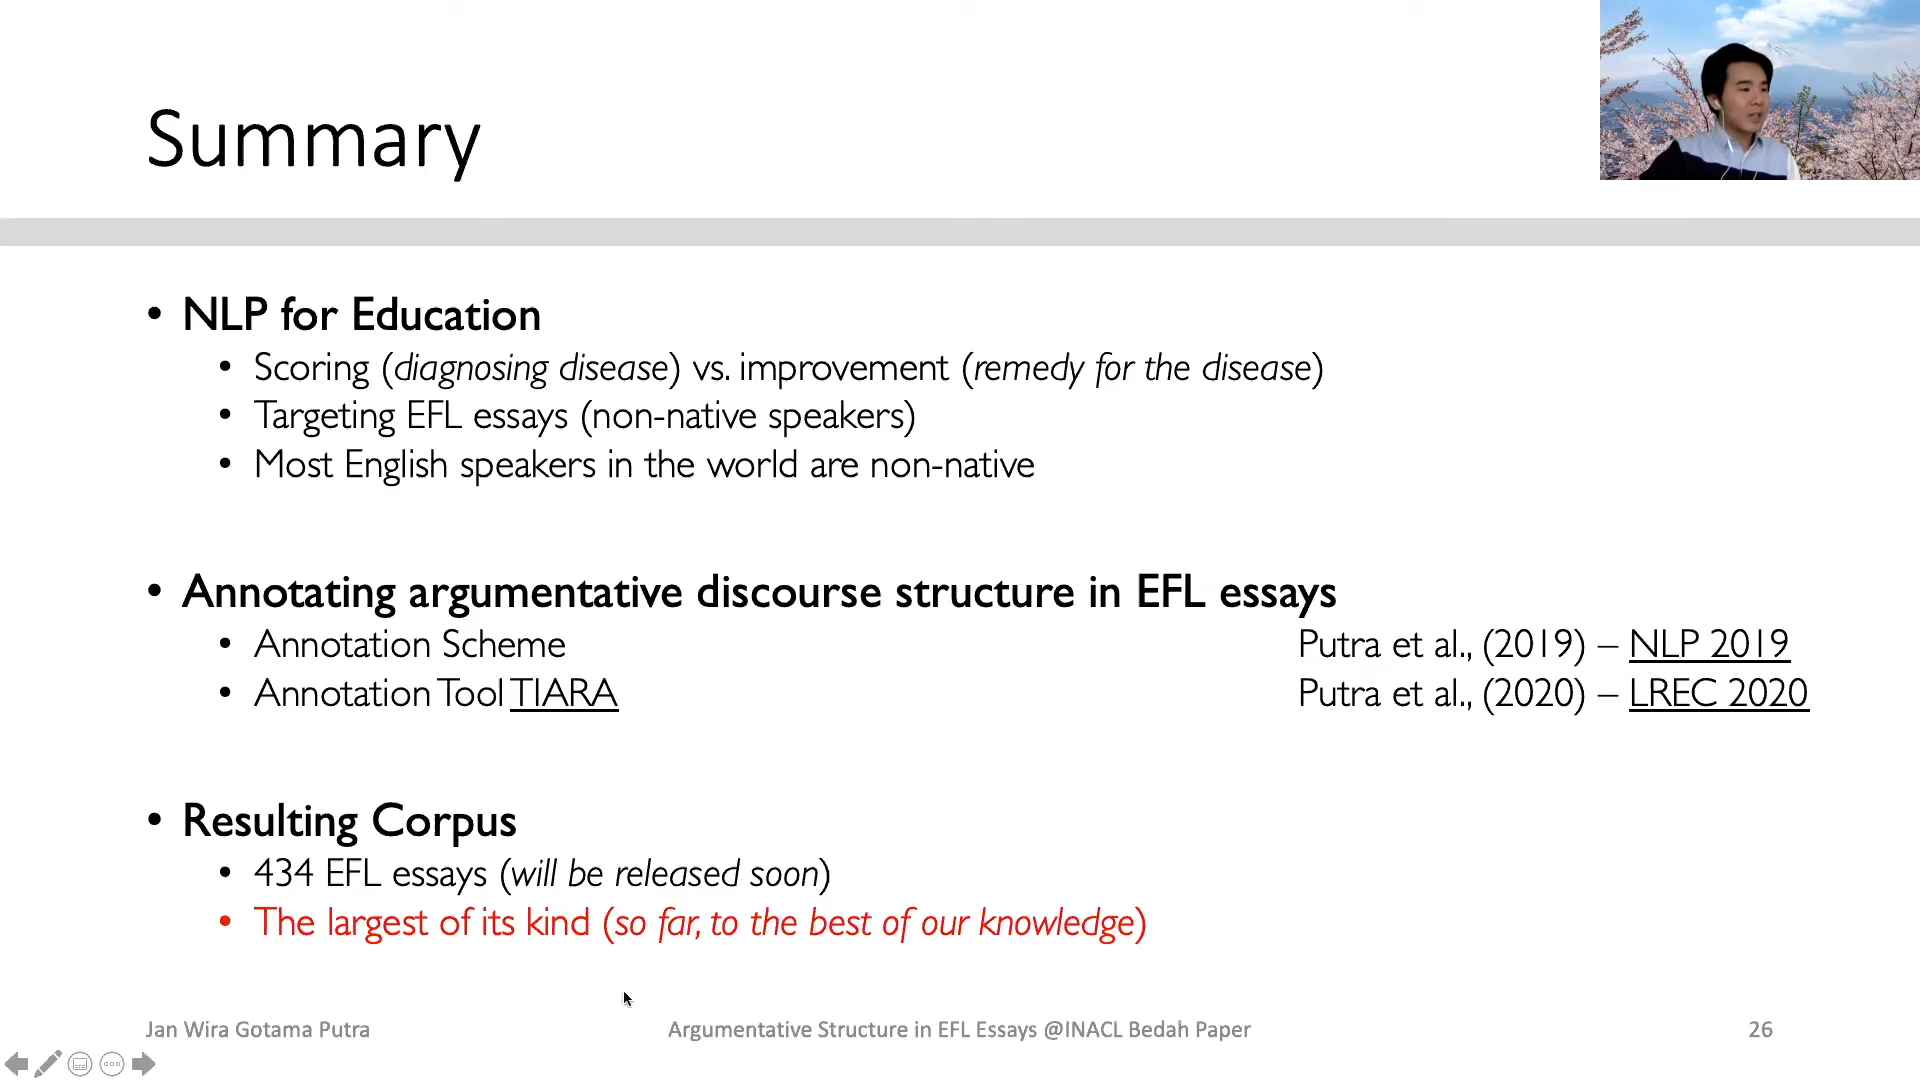 Summary
• NLP for Education
• Scoring (diagnosing disease) vs. improvement (remedy for the disease)
• Targeting EFL essays (non-native speakers)
• Most English speakers in the world are non-native
• Annotating argumentative discourse structure in EFL essays
• Annotation Scheme Putra et al., (2019) – NLP 2019
• Annotation Tool TIARA Putra et al., (2020) – LREC 2020
• Resulting Corpus
• 434 EFL essays (will be released soon)
• The largest of its kind (so far, to the best of our knowledge)
Jan Wira Gotama Putra Argumentative Structure in EFL Essays @INACL Bedah Paper 26